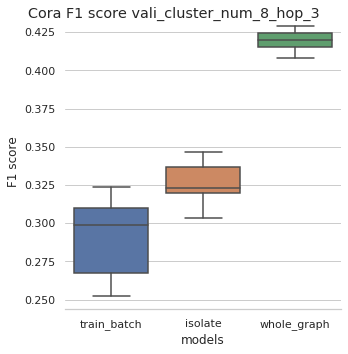 Cora F1 score vali_cluster_num_8_hop_3
0.425
0.400
0.375
0.350
0.325
0.300
0.275
0.250
F1 score
train_batch isolate whole_graph
models